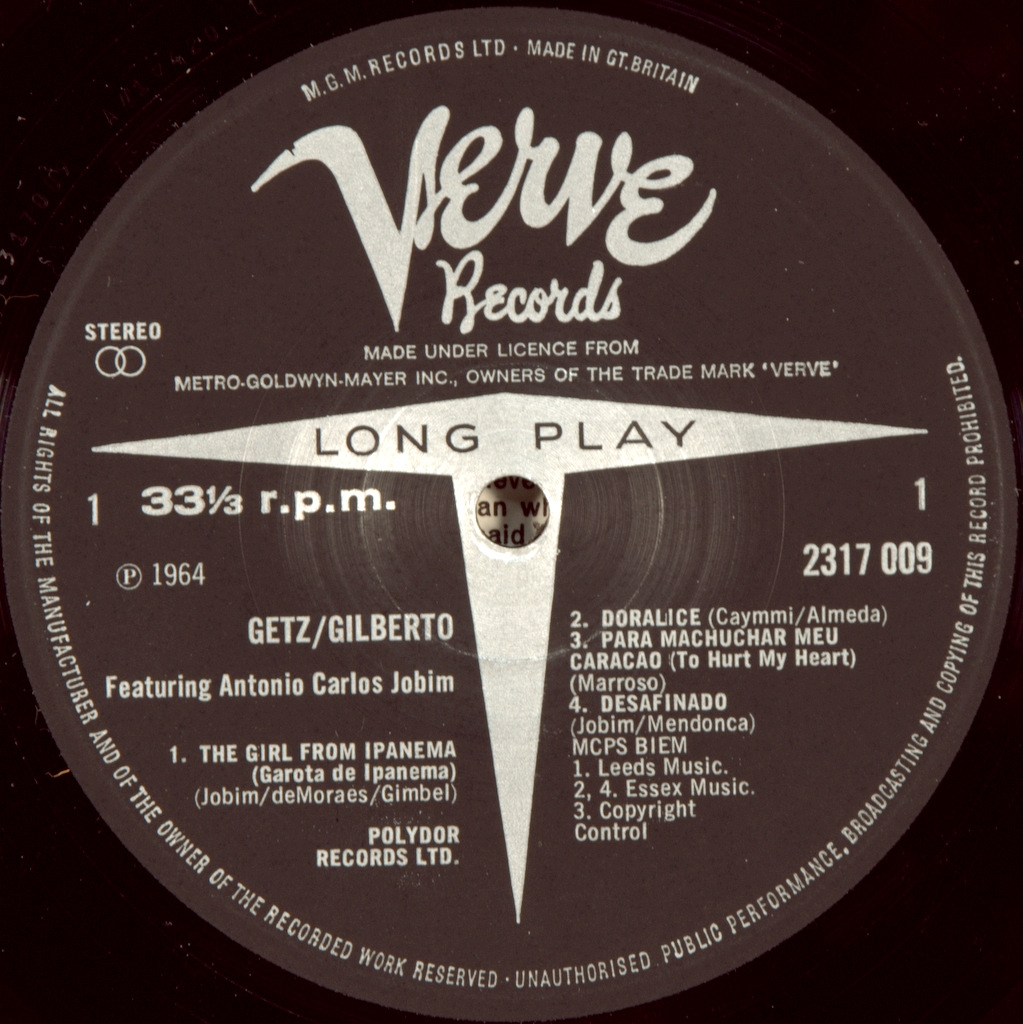 M.G.M. RECORDS LTD · MADE IN GT. BRITAIN
Verve
Records
STEREO
MADE UNDER LICENCE FROM
METRO-GOLDWYN-MAYER INC., OWNERS OF THE TRADE MARK 'VERVE'
LONG PLAY
1 33⅓ r.p.m.
1
℗ 1964
2317 009
GETZ/GILBERTO
Featuring Antonio Carlos Jobim
1. THE GIRL FROM IPANEMA
(Garota de Ipanema)
(Jobim/deMoraes/Gimbel)
POLYDOR
RECORDS LTD.
2. DORALICE (Caymmi/Almeda)
3. PARA MACHUCHAR MEU
CARACAO (To Hurt My Heart)
(Marroso)
4. DESAFINADO
(Jobim/Mendonca)
MCPS BIEM
1. Leeds Music.
2, 4. Essex Music.
3. Copyright
Control
ALL RIGHTS OF THE MANUFACTURER AND OF THE OWNER OF THE RECORDED WORK RESERVED · UNAUTHORISED PUBLIC PERFORMANCE, BROADCASTING AND COPYING OF THIS RECORD PROHIBITED.
an
aid